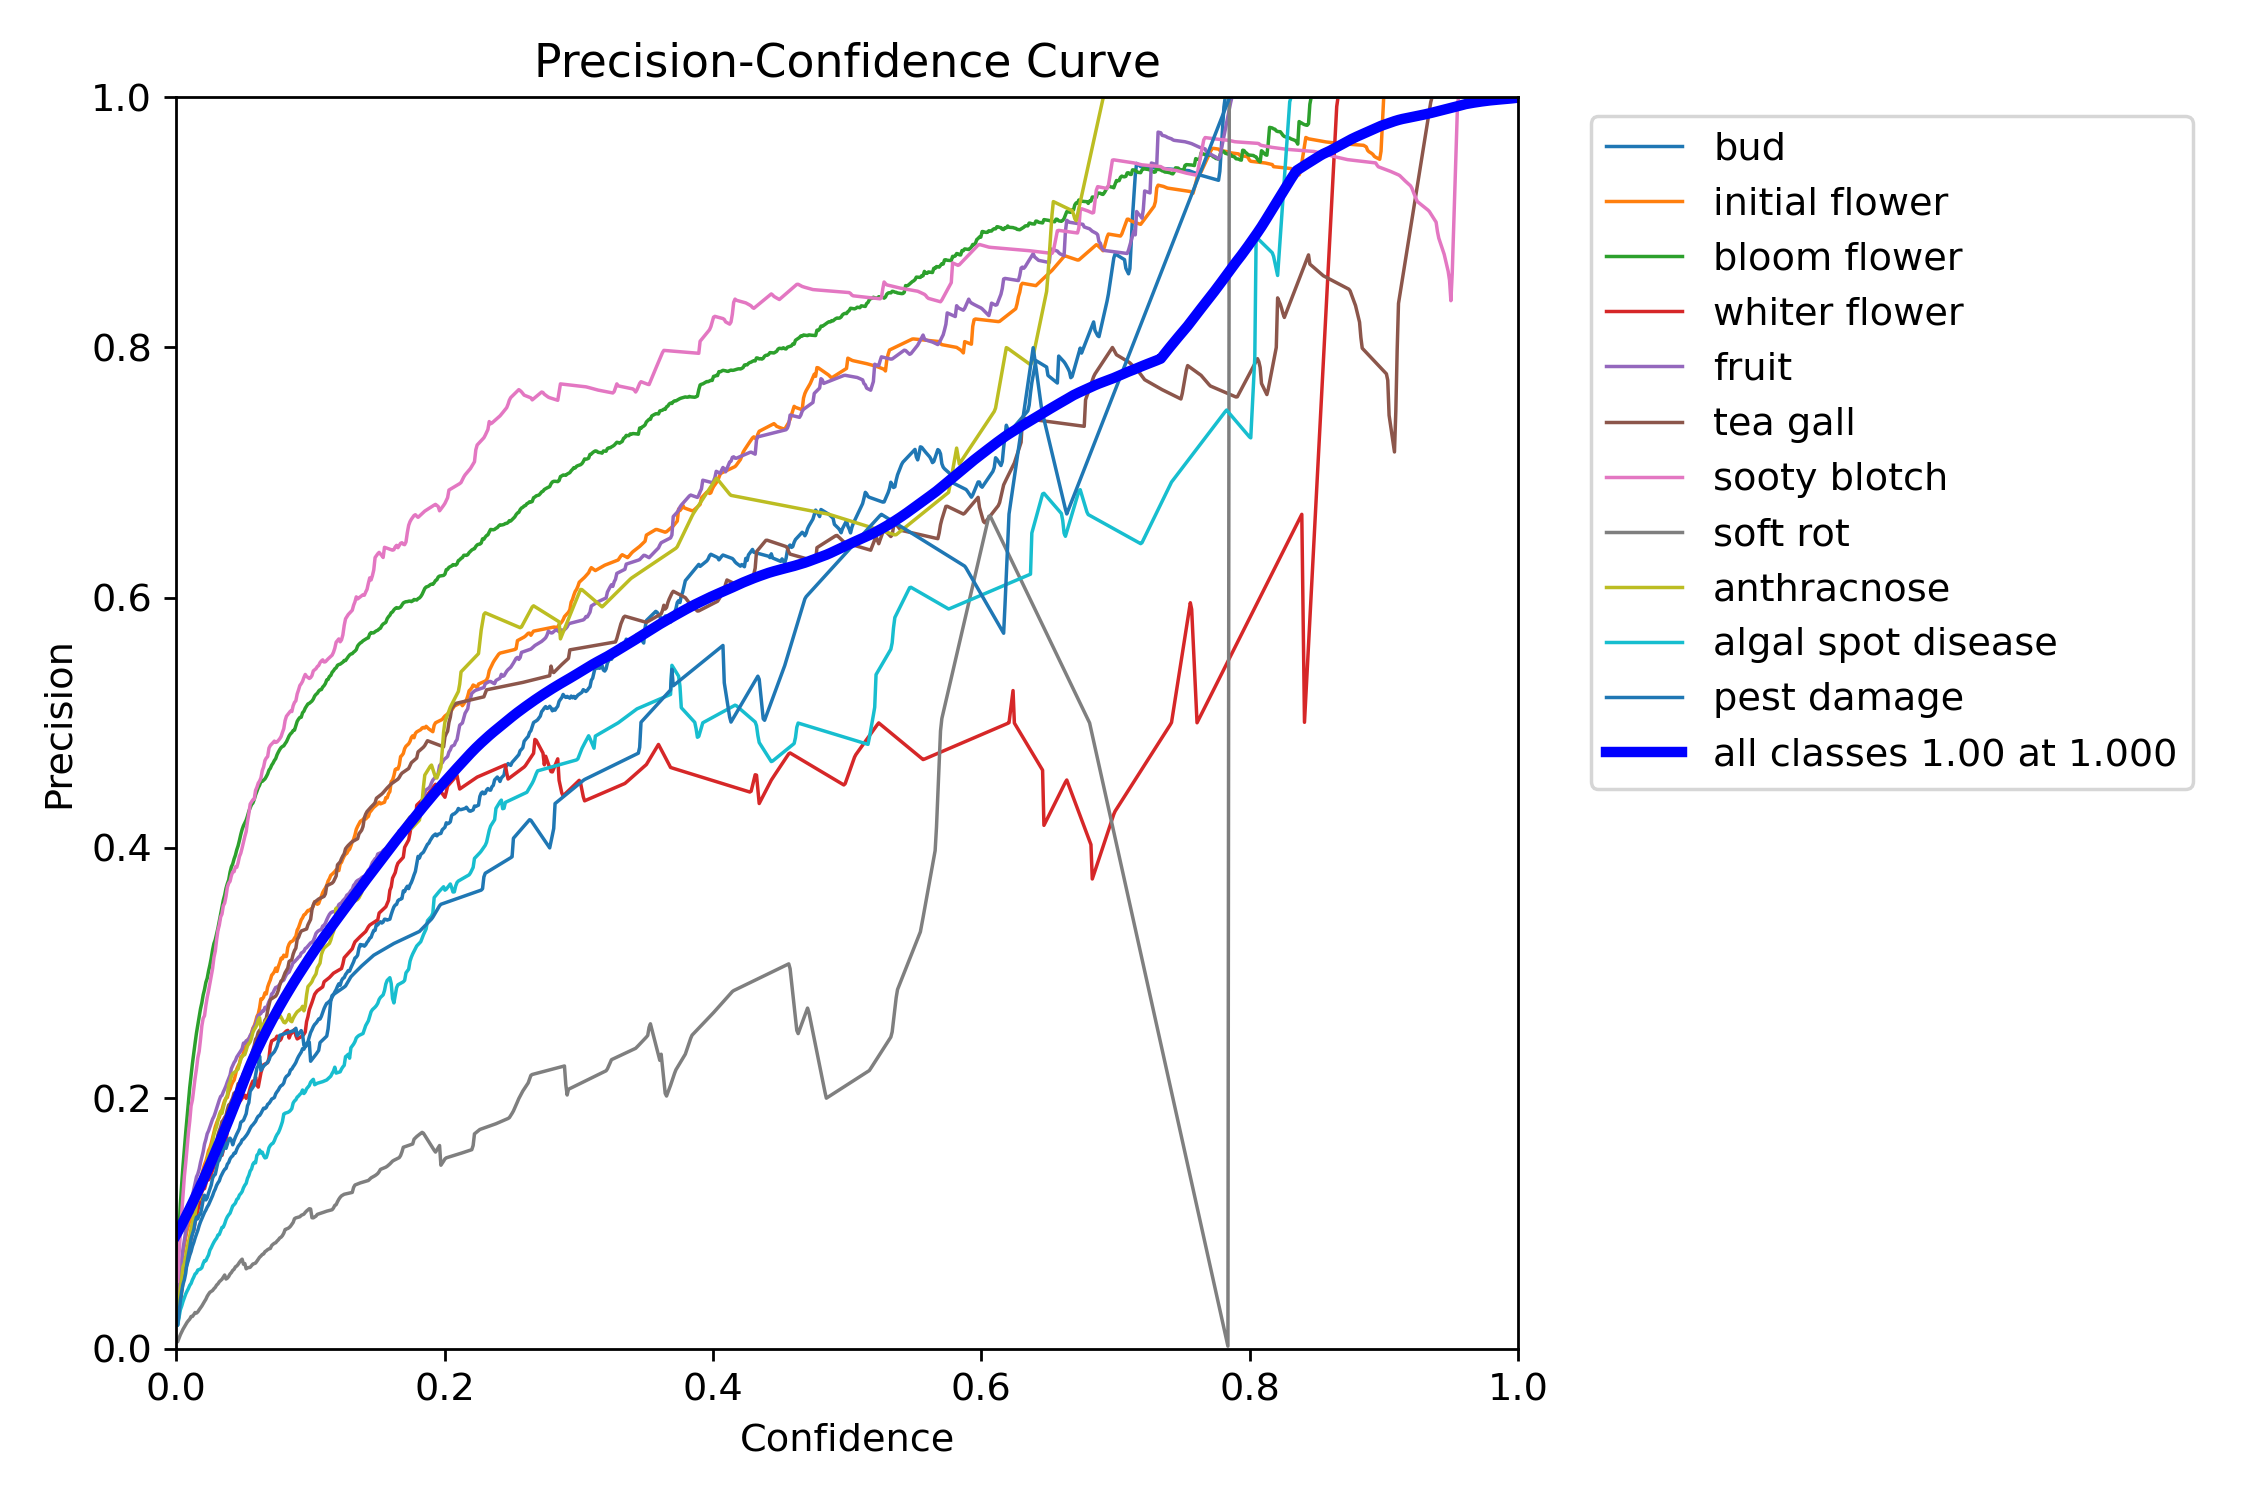 Precision-Confidence Curve
1.0
0.8
0.6
0.4
0.2
0.0
Precision
0.0 0.2 0.4 0.6 0.8 1.0
Confidence
bud
initial flower
bloom flower
whiter flower
fruit
tea gall
sooty blotch
soft rot
anthracnose
algal spot disease
pest damage
all classes 1.00 at 1.000